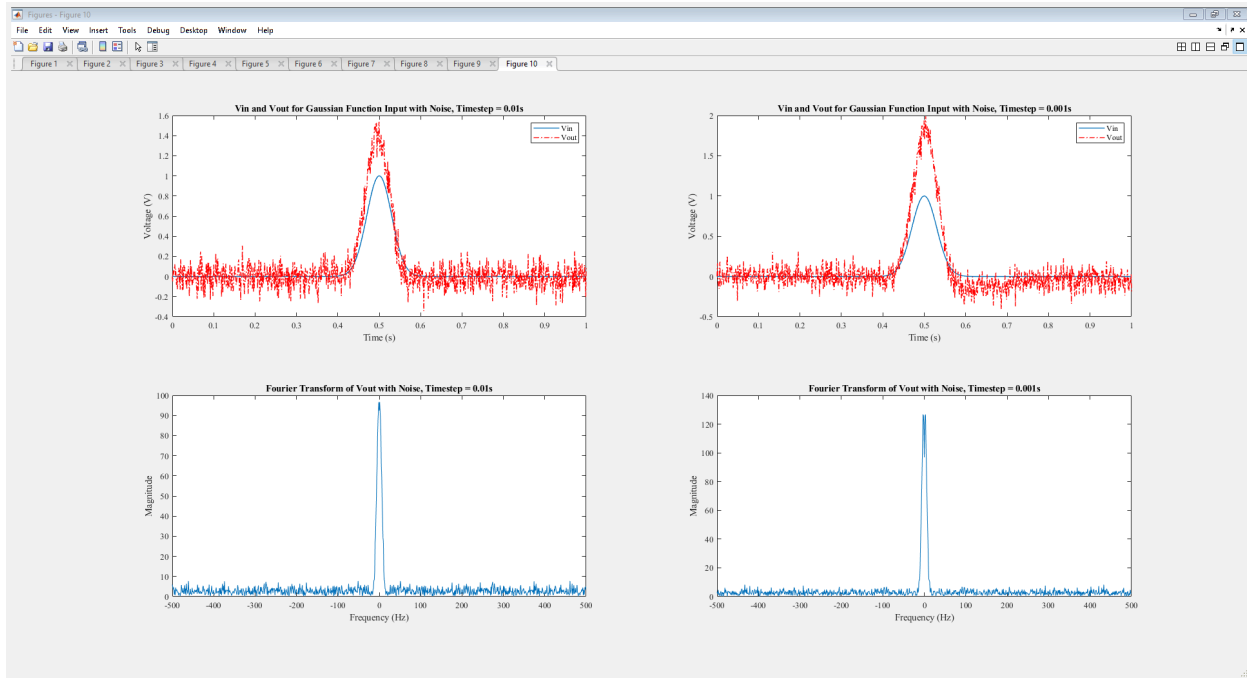 Figures - Figure 10
File Edit View Insert Tools Debug Desktop Window Help
Figure 1 Figure 2 Figure 3 Figure 4 Figure 5 Figure 6 Figure 7 Figure 8 Figure 9 Figure 10
Vin and Vout for Gaussian Function Input with Noise, Timestep = 0.01s
1.6
1.4
1.2
1
0.8
0.6
0.4
0.2
0
-0.2
-0.4
Voltage (V)
Vin
Vout
0 0.1 0.2 0.3 0.4 0.5 0.6 0.7 0.8 0.9 1
Time (s)
Vin and Vout for Gaussian Function Input with Noise, Timestep = 0.001s
2
1.5
1
0.5
0
-0.5
Voltage (V)
Vin
Vout
0 0.1 0.2 0.3 0.4 0.5 0.6 0.7 0.8 0.9 1
Time (s)
Fourier Transform of Vout with Noise, Timestep = 0.01s
100
90
80
70
60
50
40
30
20
10
0
Magnitude
-500 -400 -300 -200 -100 0 100 200 300 400 500
Frequency (Hz)
Fourier Transform of Vout with Noise, Timestep = 0.001s
140
120
100
80
60
40
20
0
Magnitude
-500 -400 -300 -200 -100 0 100 200 300 400 500
Frequency (Hz)